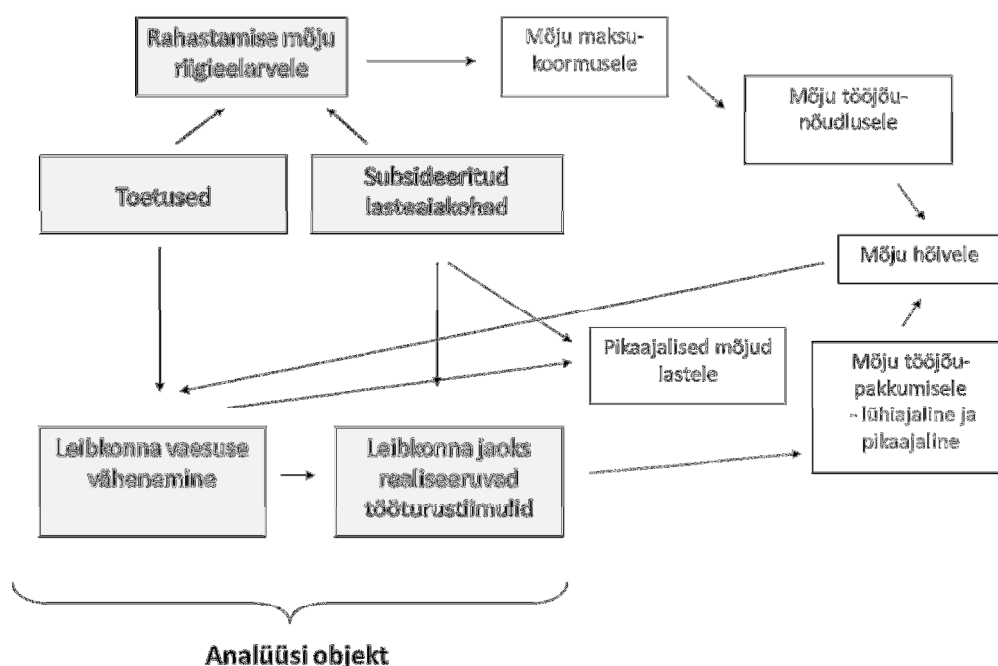 Rahastamise mõju
riigieelarvele
Mõju maksu-
koormusele
Mõju tööjõu-
nõudlusele
Toetused
Subsideeritud
lasteaiakohad
Mõju hõivele
Pikaajalised mõjud
lastele
Mõju tööjõu-
pakkumisele
- lühiajaline ja
pikaajaline
Leibkonna vaesuse
vähenemine
Leibkonna jaoks
realiseeruvad
tööturustiimulid
Analüüsi objekt